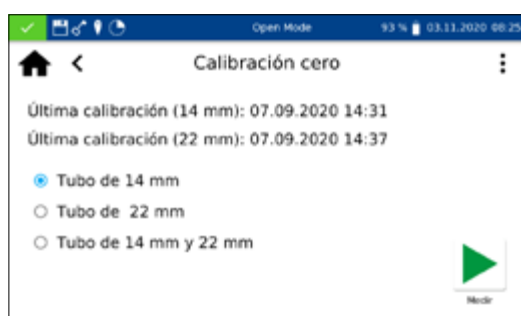 Open Mode 93 % 03.11.2020 08:25
Calibración cero
Última calibración (14 mm): 07.09.2020 14:31
Última calibración (22 mm): 07.09.2020 14:37
Tubo de 14 mm
Tubo de 22 mm
Tubo de 14 mm y 22 mm
Medir